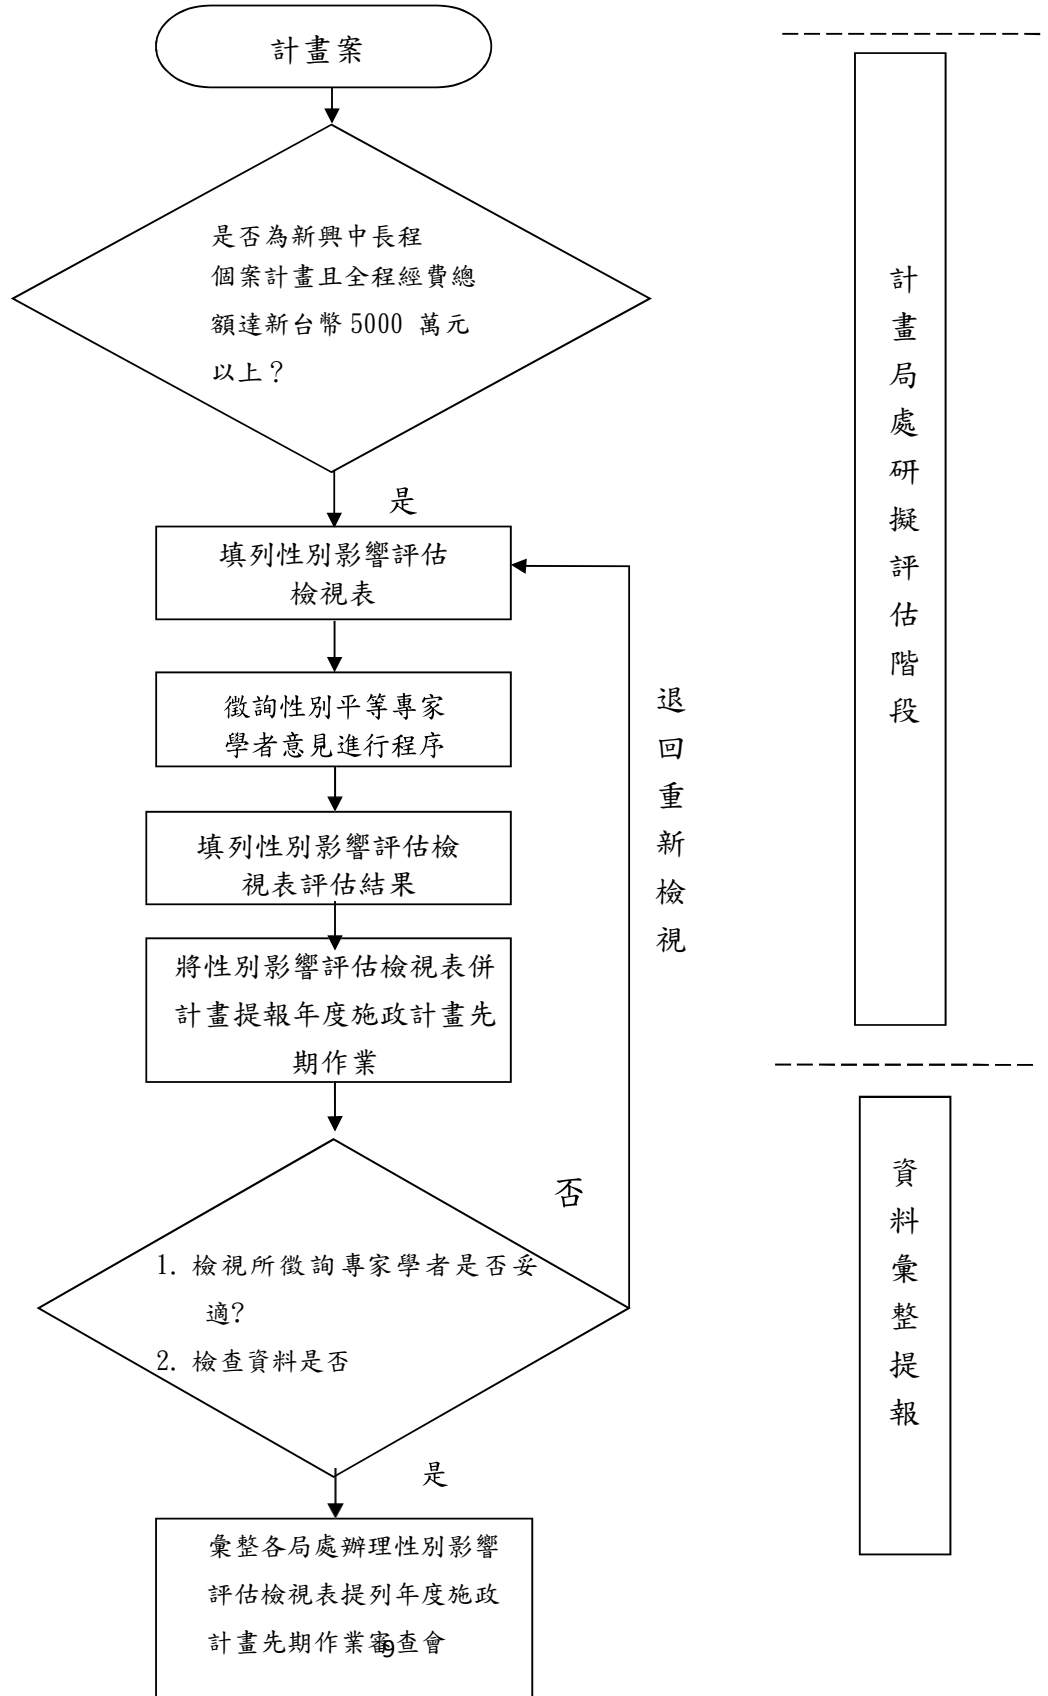 計畫案
是否為新興中長程
個案計畫且全程經費總
額達新台幣 5000 萬元
以上？
是
填列性別影響評估
檢視表
徵詢性別平等專家
學者意見進行程序
填列性別影響評估檢
視表評估結果
將性別影響評估檢視表併
計畫提報年度施政計畫先
期作業
否
1. 檢視所徵詢專家學者是否妥
適?
2. 檢查資料是否
是
彙整各局處辦理性別影響
評估檢視表提列年度施政
計畫先期作業審查會
9
退回重新檢視
計畫局處研擬評估階段
資料彙整提報